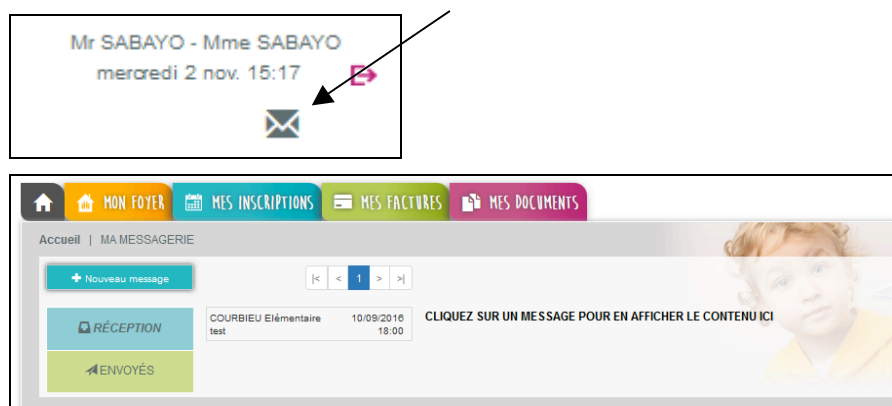 Mr SABAYO - Mme SABAYO
mercredi 2 nov. 15:17
MON FOYER MES INSCRIPTIONS MES FACTURES MES DOCUMENTS
Accueil | MA MESSAGERIE
+ Nouveau message
|< < 1 > >|
RÉCEPTION
ENVOYÉS
COURBIEU Elémentaire 10/09/2016
test 18:00
CLIQUEZ SUR UN MESSAGE POUR EN AFFICHER LE CONTENU ICI